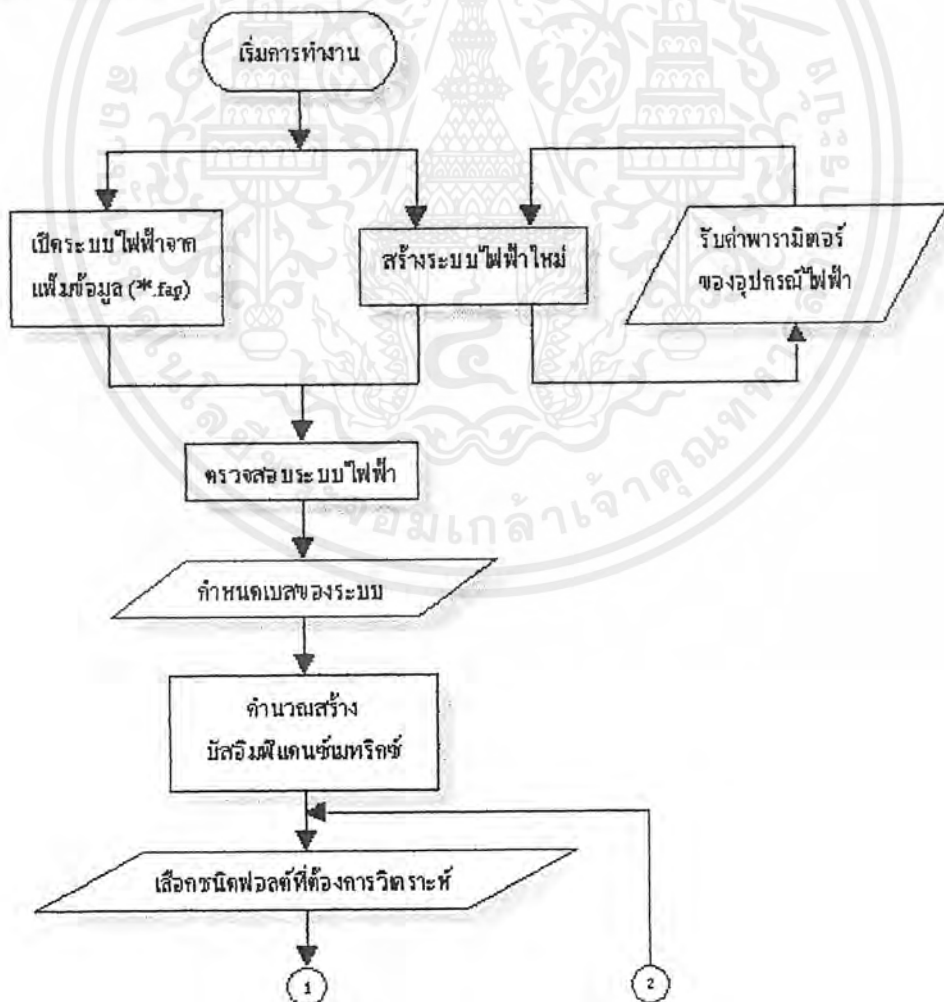 เริ่มการทำงาน
เปิดระบบไฟฟ้าจาก
แฟ้มข้อมูล (*.fap)
สร้างระบบไฟฟ้าใหม่
รับค่าพารามิเตอร์
ของอุปกรณ์ไฟฟ้า
ตรวจสอบระบบไฟฟ้า
กำหนดเบสของระบบ
คำนวณสร้าง
บัสอิมพีแดนซ์เมทริกซ์
เลือกชนิดฟอลต์ที่ต้องการวิเคราะห์
1
2